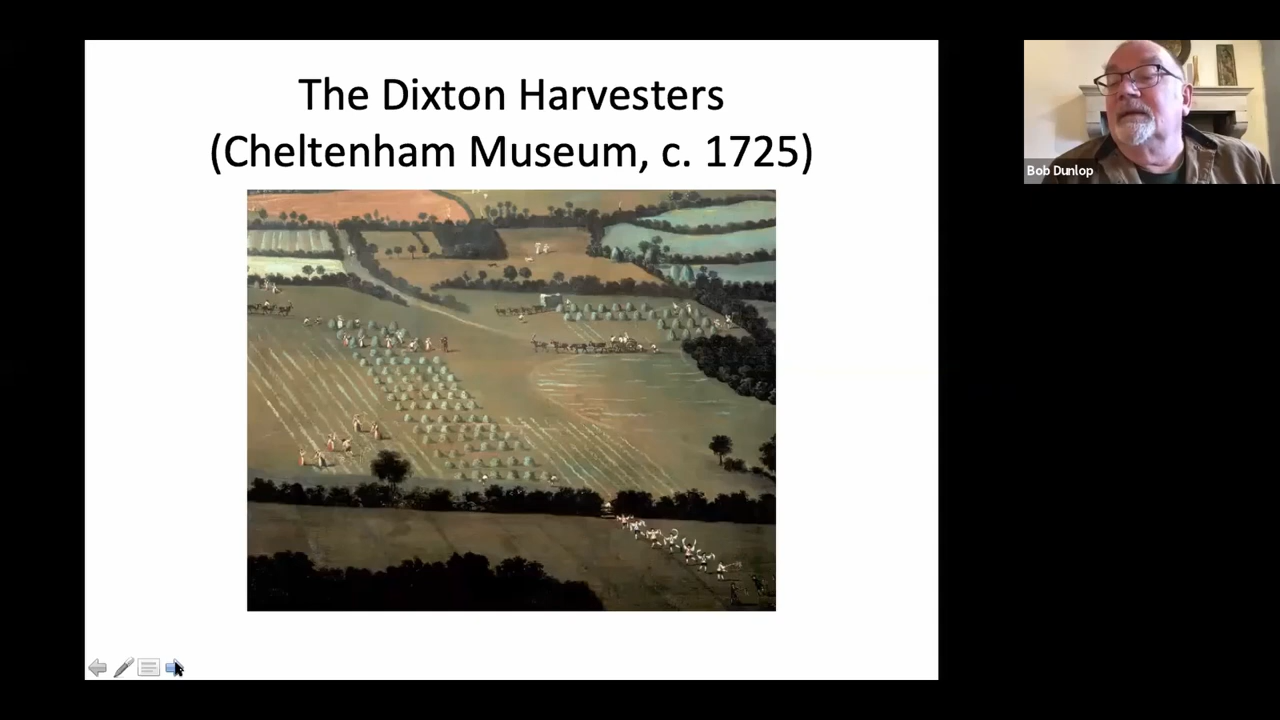 The Dixton Harvesters
(Cheltenham Museum, c. 1725)
Bob Dunlop